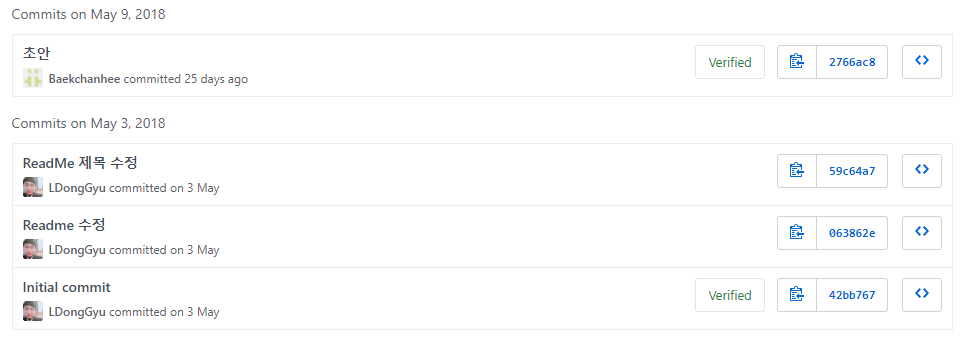 Commits on May 9, 2018
초안
Verified
2766ac8
Baekchanhee committed 25 days ago
Commits on May 3, 2018
ReadMe 제목 수정
59c64a7
LDongGyu committed on 3 May
Readme 수정
063862e
LDongGyu committed on 3 May
Initial commit
Verified
42bb767
LDongGyu committed on 3 May